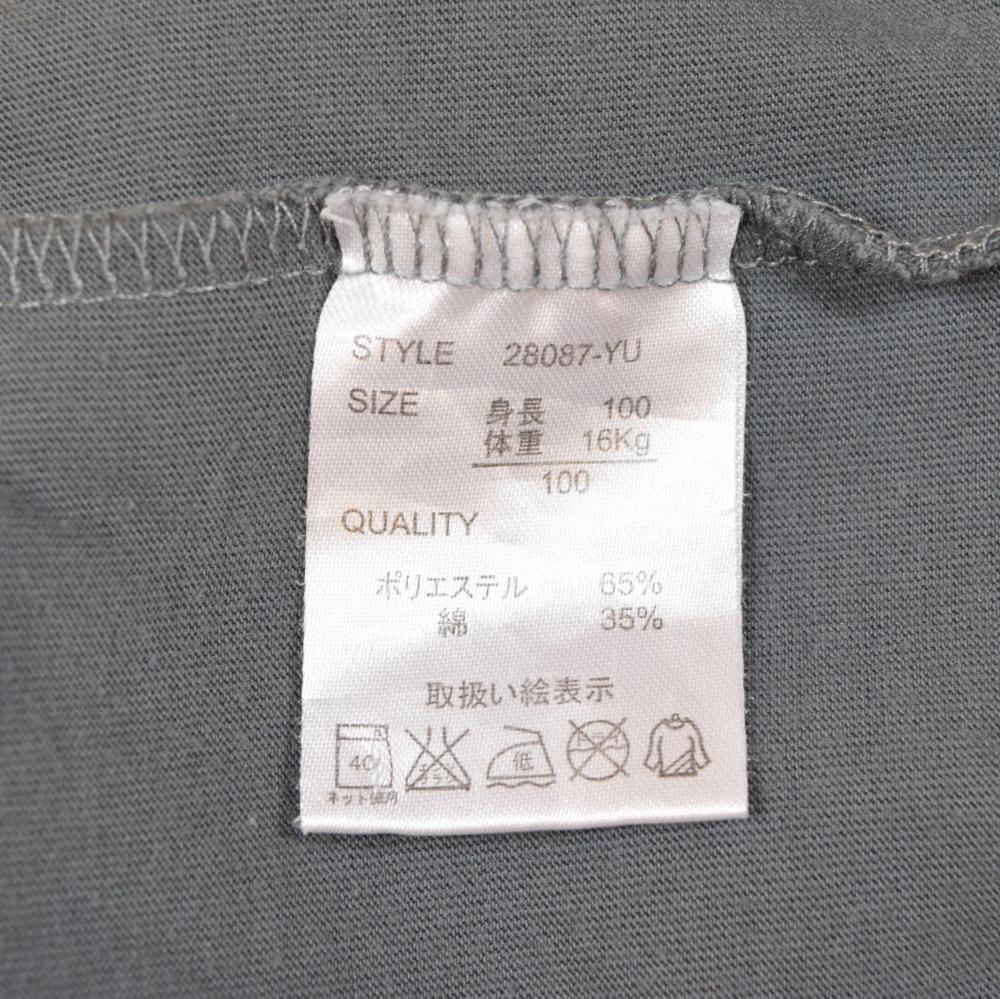 STYLE 28087-YU
SIZE 身長 100
体重 16Kg
100
QUALITY
ポリエステル 65%
綿 35%
取扱い絵表示
40 低
ネット使用